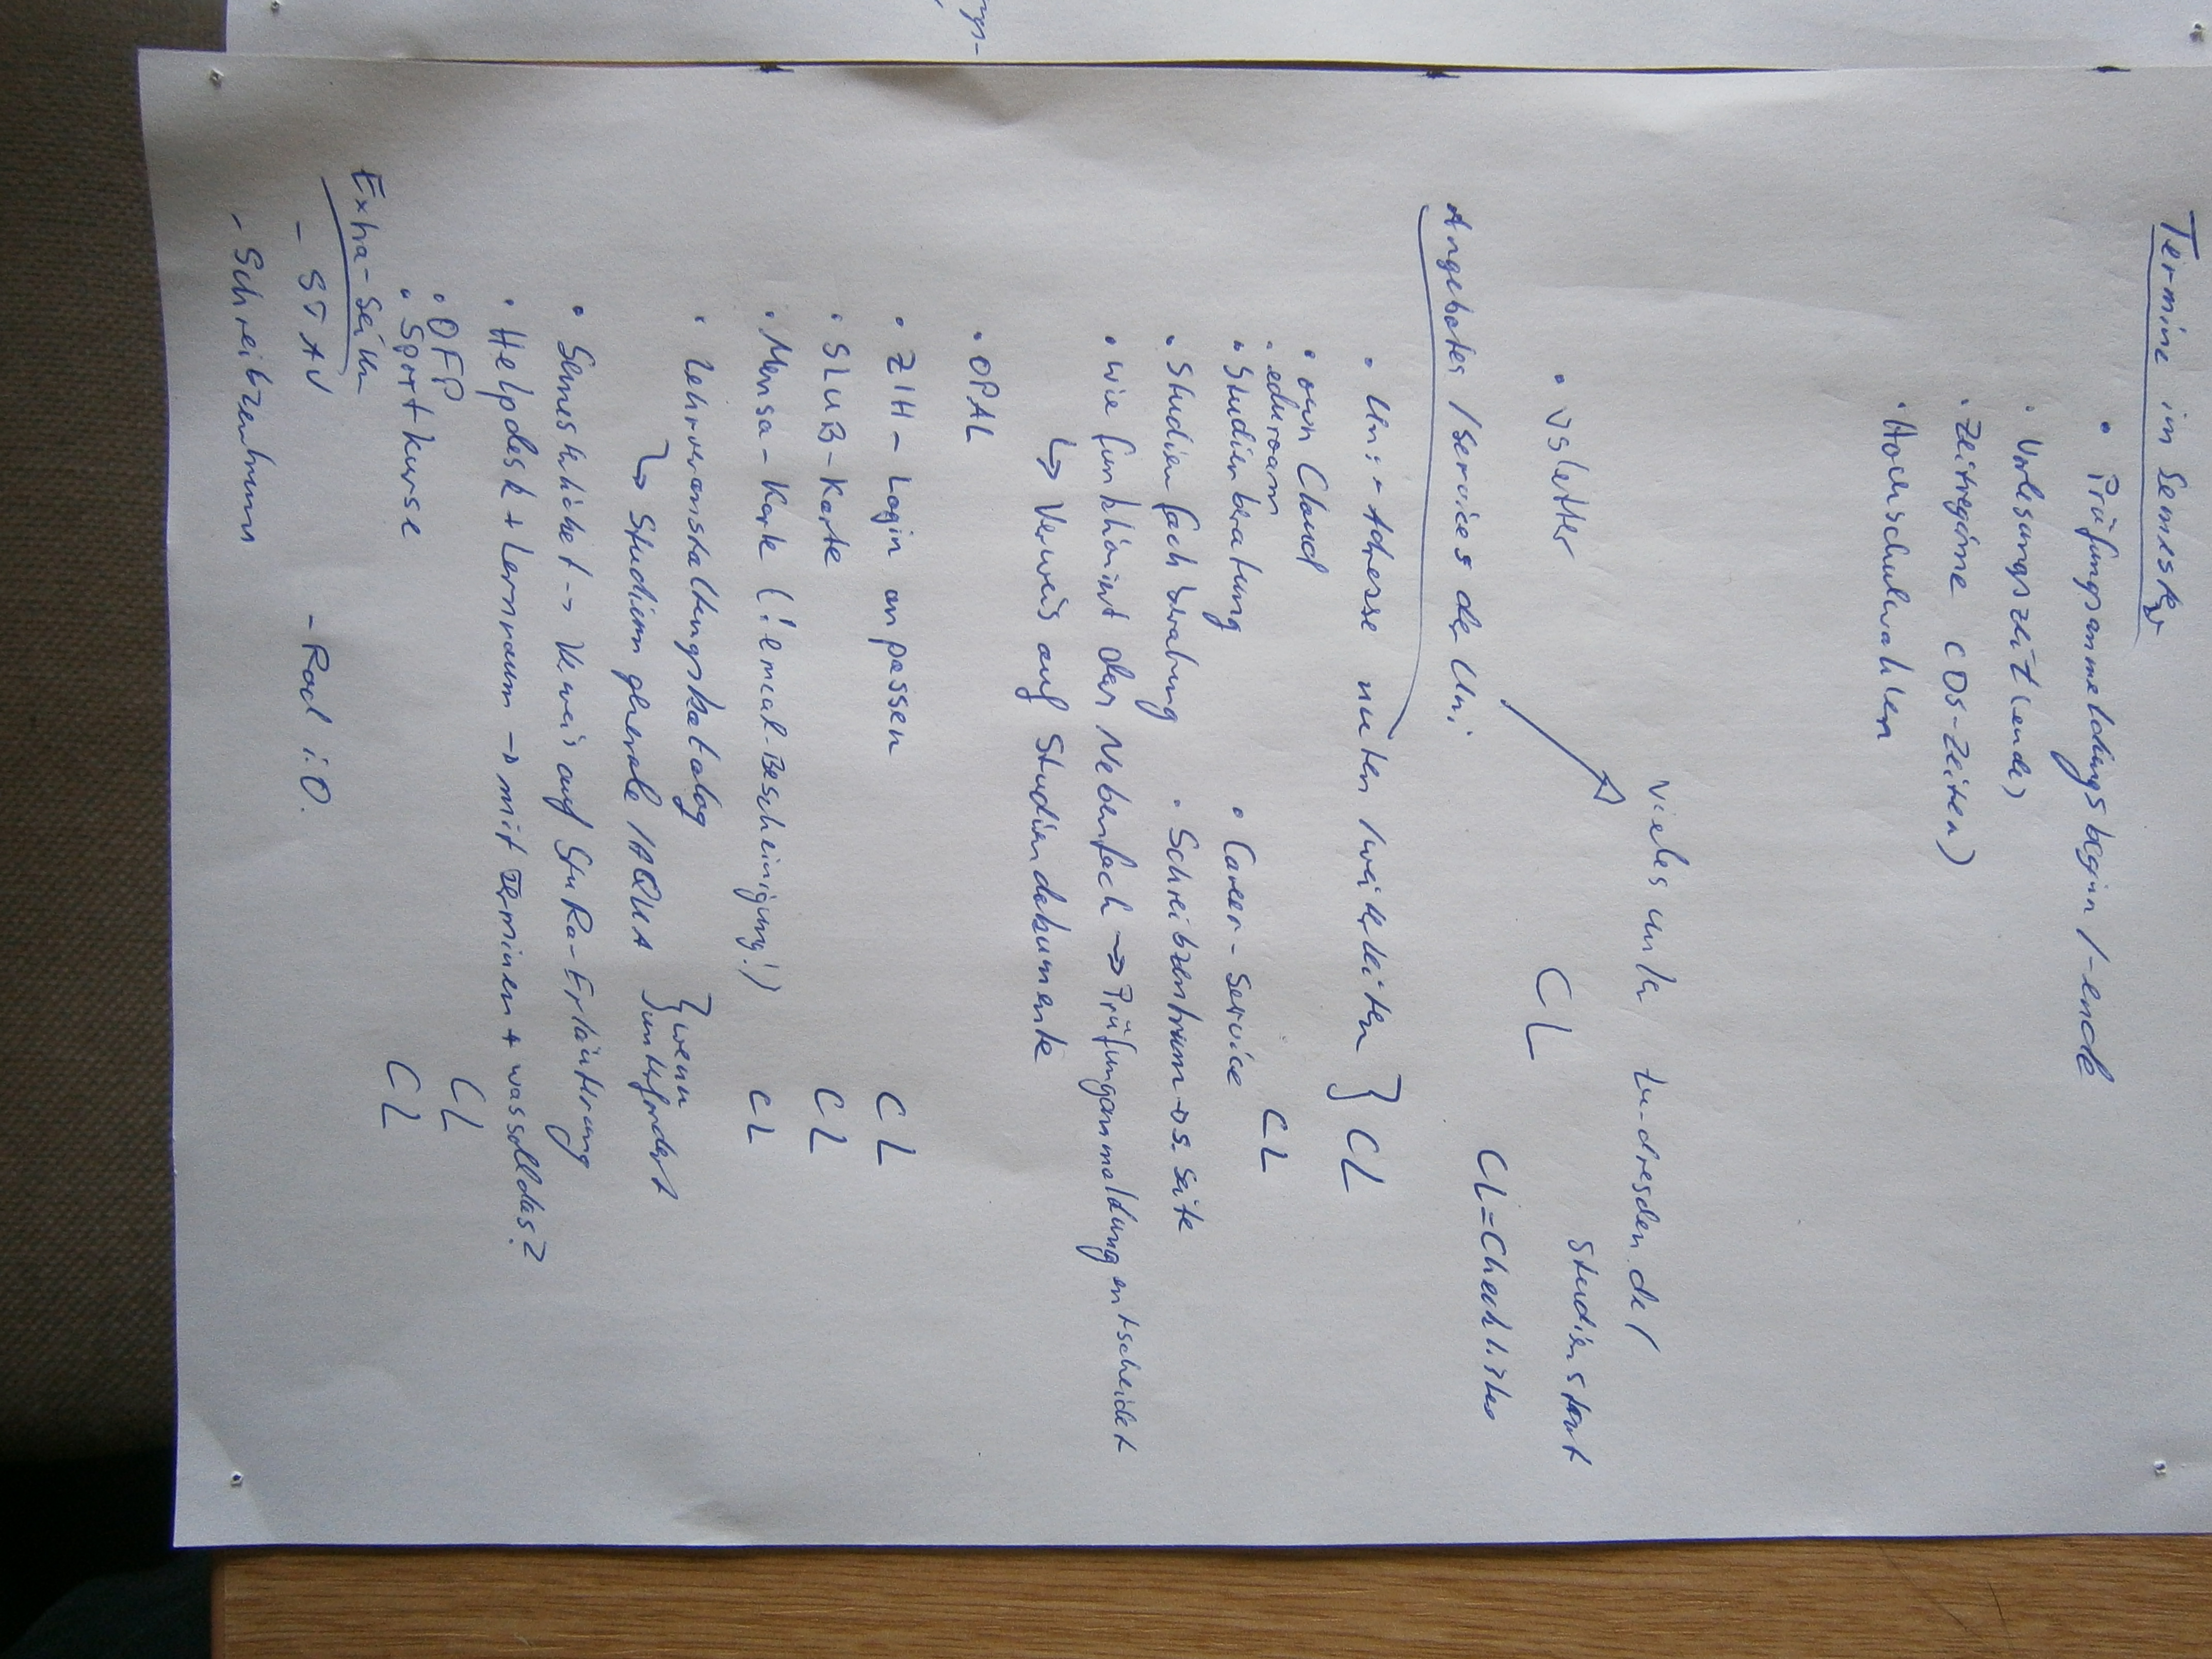 Termine im Semester
• Prüfungsanmeldungsbeginn /-ende
• Vorlesungszeit (ende)
• Zeitregime (DS-Zeiten)
• Hochschulwahlen
vieles unter tu-dresden.de/
studienstart
• vsletter CL
CL = Checkliste
Angebote /Services der Uni
• Uni-Adresse nutzen /weiterleiten } CL
• own Cloud
• eduroam CL
• Studienberatung • Career-Service
• Studienfachberatung • Schreibzentrum → s. Seite
• wie funktioniert das Nebenfach → Prüfunganmeldung entscheidet
↳ Verweis auf Studiendokumente
• OPAL
• ZIH - Login anpassen CL
• SLUB-Karte CL
• Mensa-Karte (! emeal-Bescheinigung!) CL
• Lehrveranstaltungskatalog } wenn
↳ Studium generale /AQUA unterfordert
• Semesterticket → Verweis auf StuRa-Erläuterung
• Helpdesk + Lernraum → mit Terminen + was soll das?
• OFP CL
• Sportkurse CL
Extra-Seiten
- STAV - Rad i.O.
- Schreibzentrum
ngs-